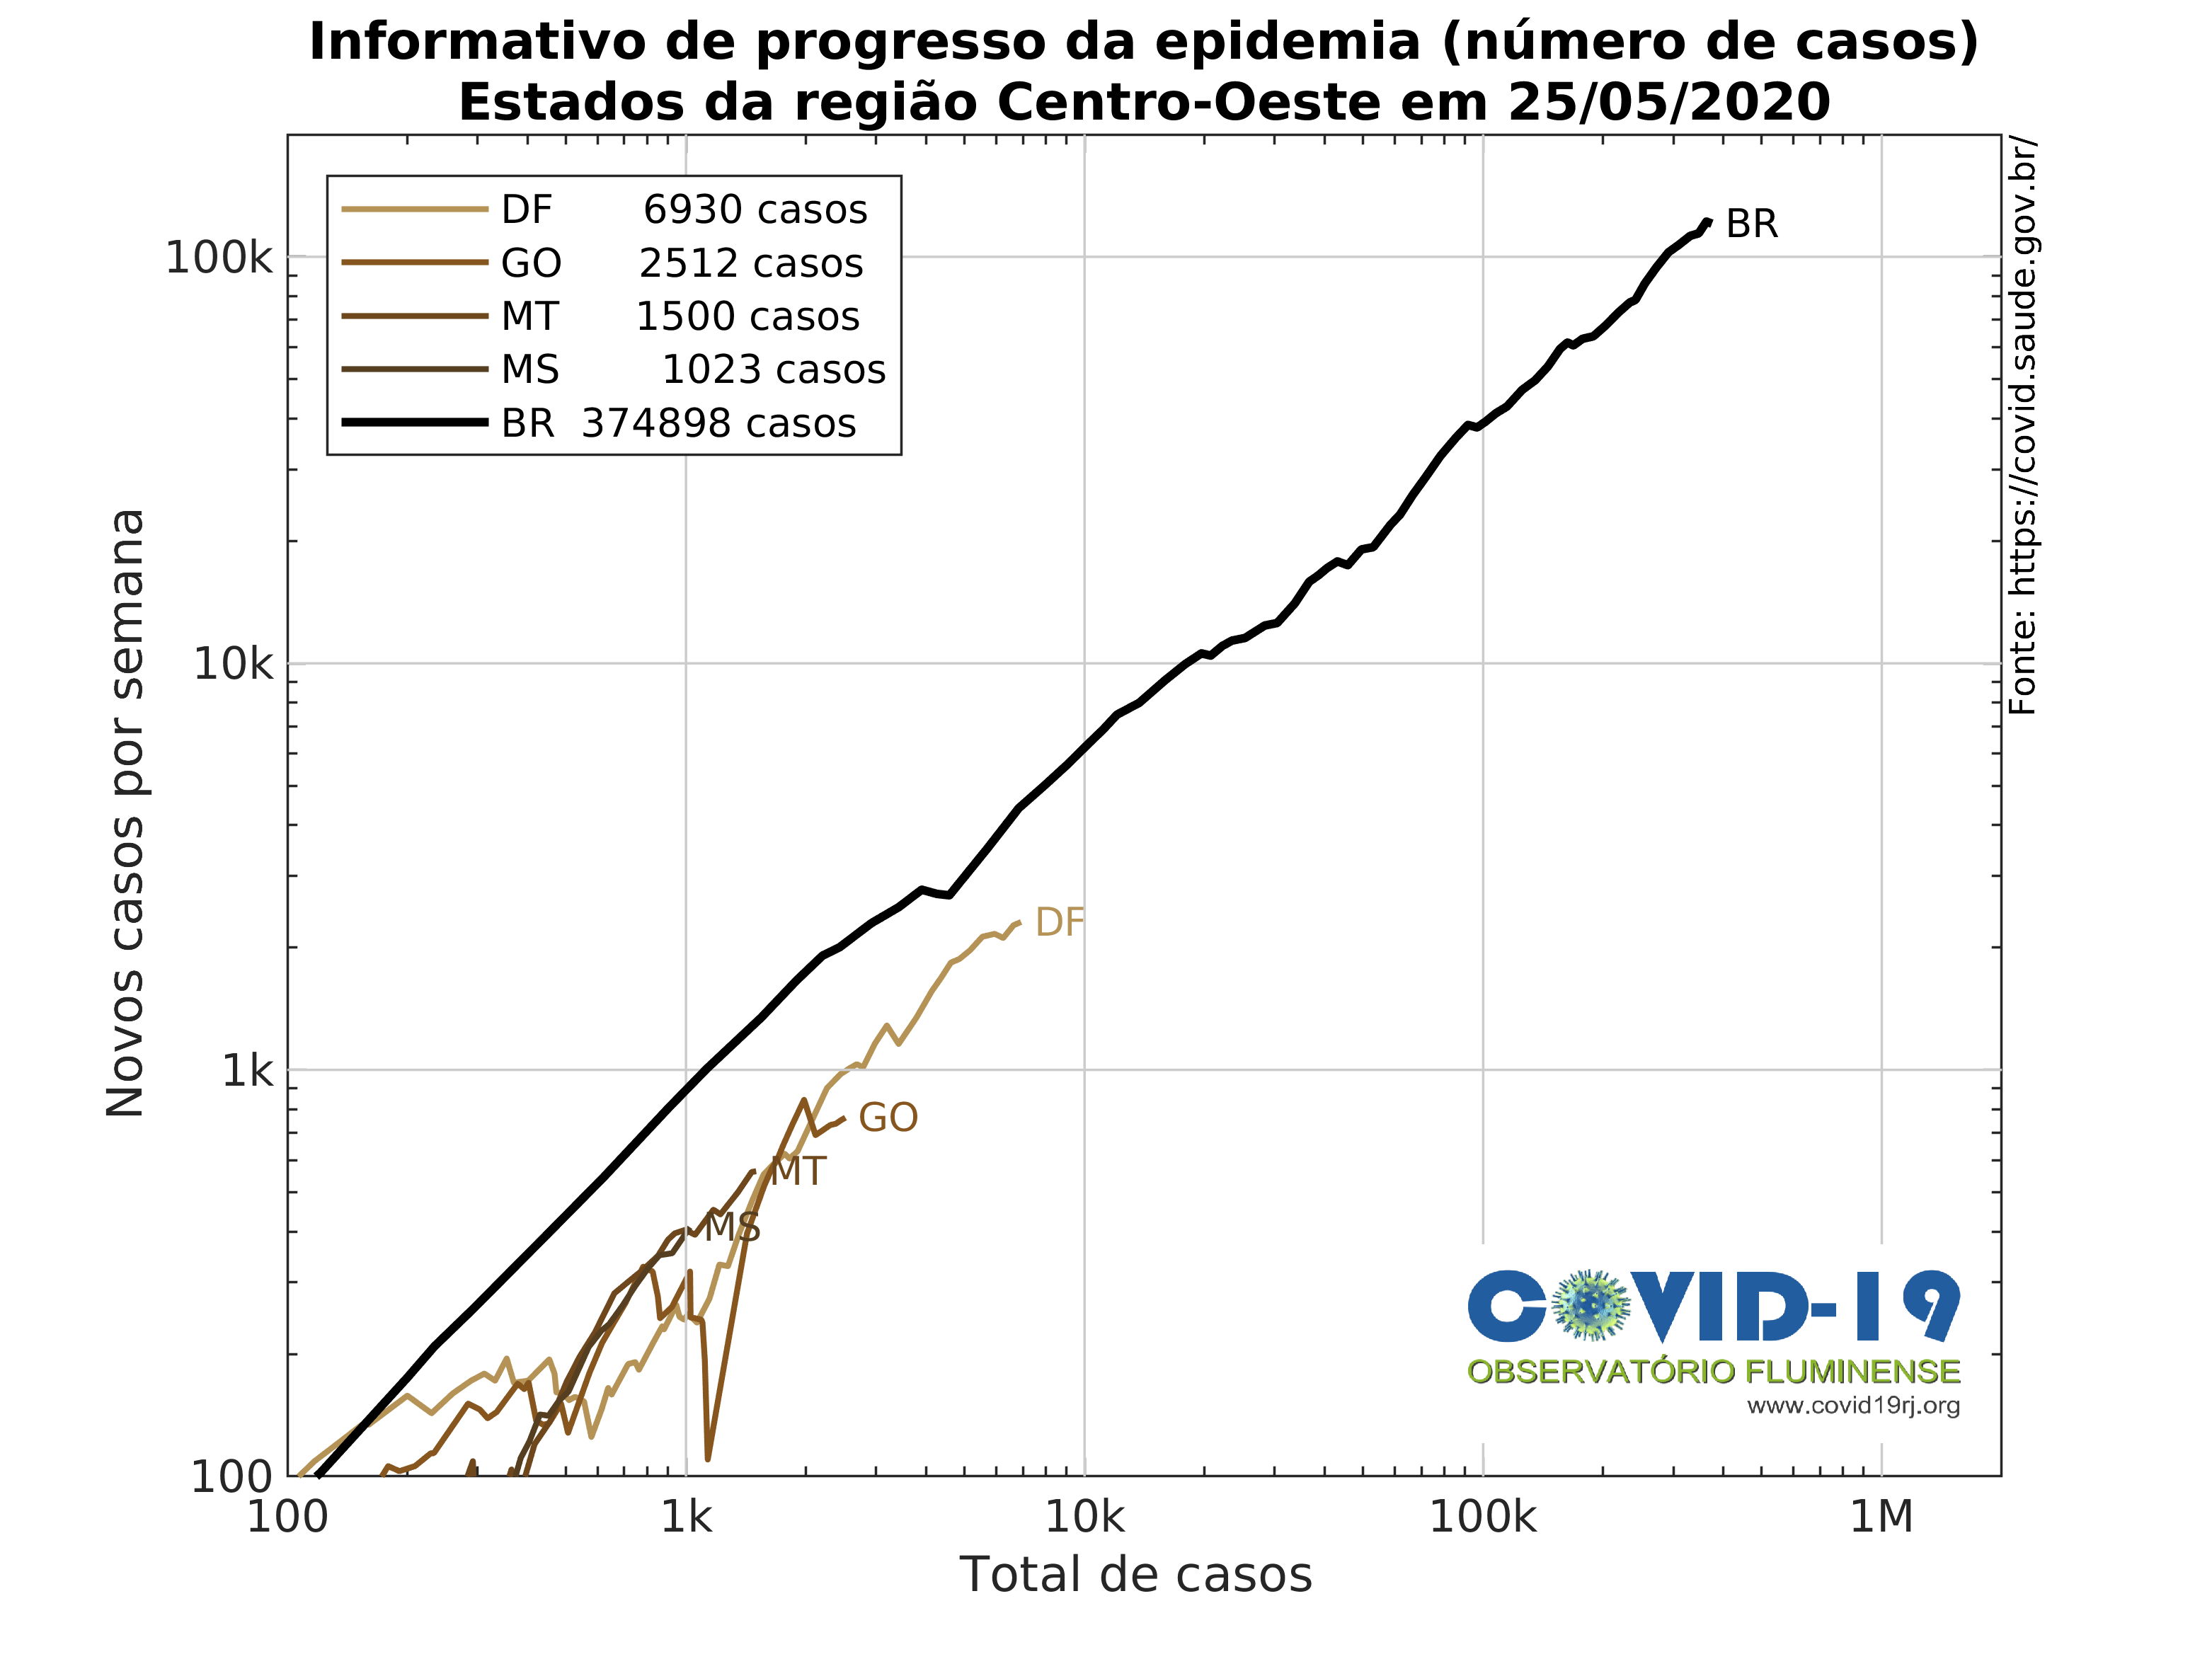 Informativo de progresso da epidemia (número de casos)
Estados da região Centro-Oeste em 25/05/2020
DF 6930 casos
GO 2512 casos
MT 1500 casos
MS 1023 casos
BR 374898 casos
Fonte: https://covid.saude.gov.br/
Novos casos por semana
100k
10k
1k
100
BR
DF
GO
MT
MS
COVID-19
OBSERVATÓRIO FLUMINENSE
www.covid19rj.org
100 1k 10k 100k 1M
Total de casos